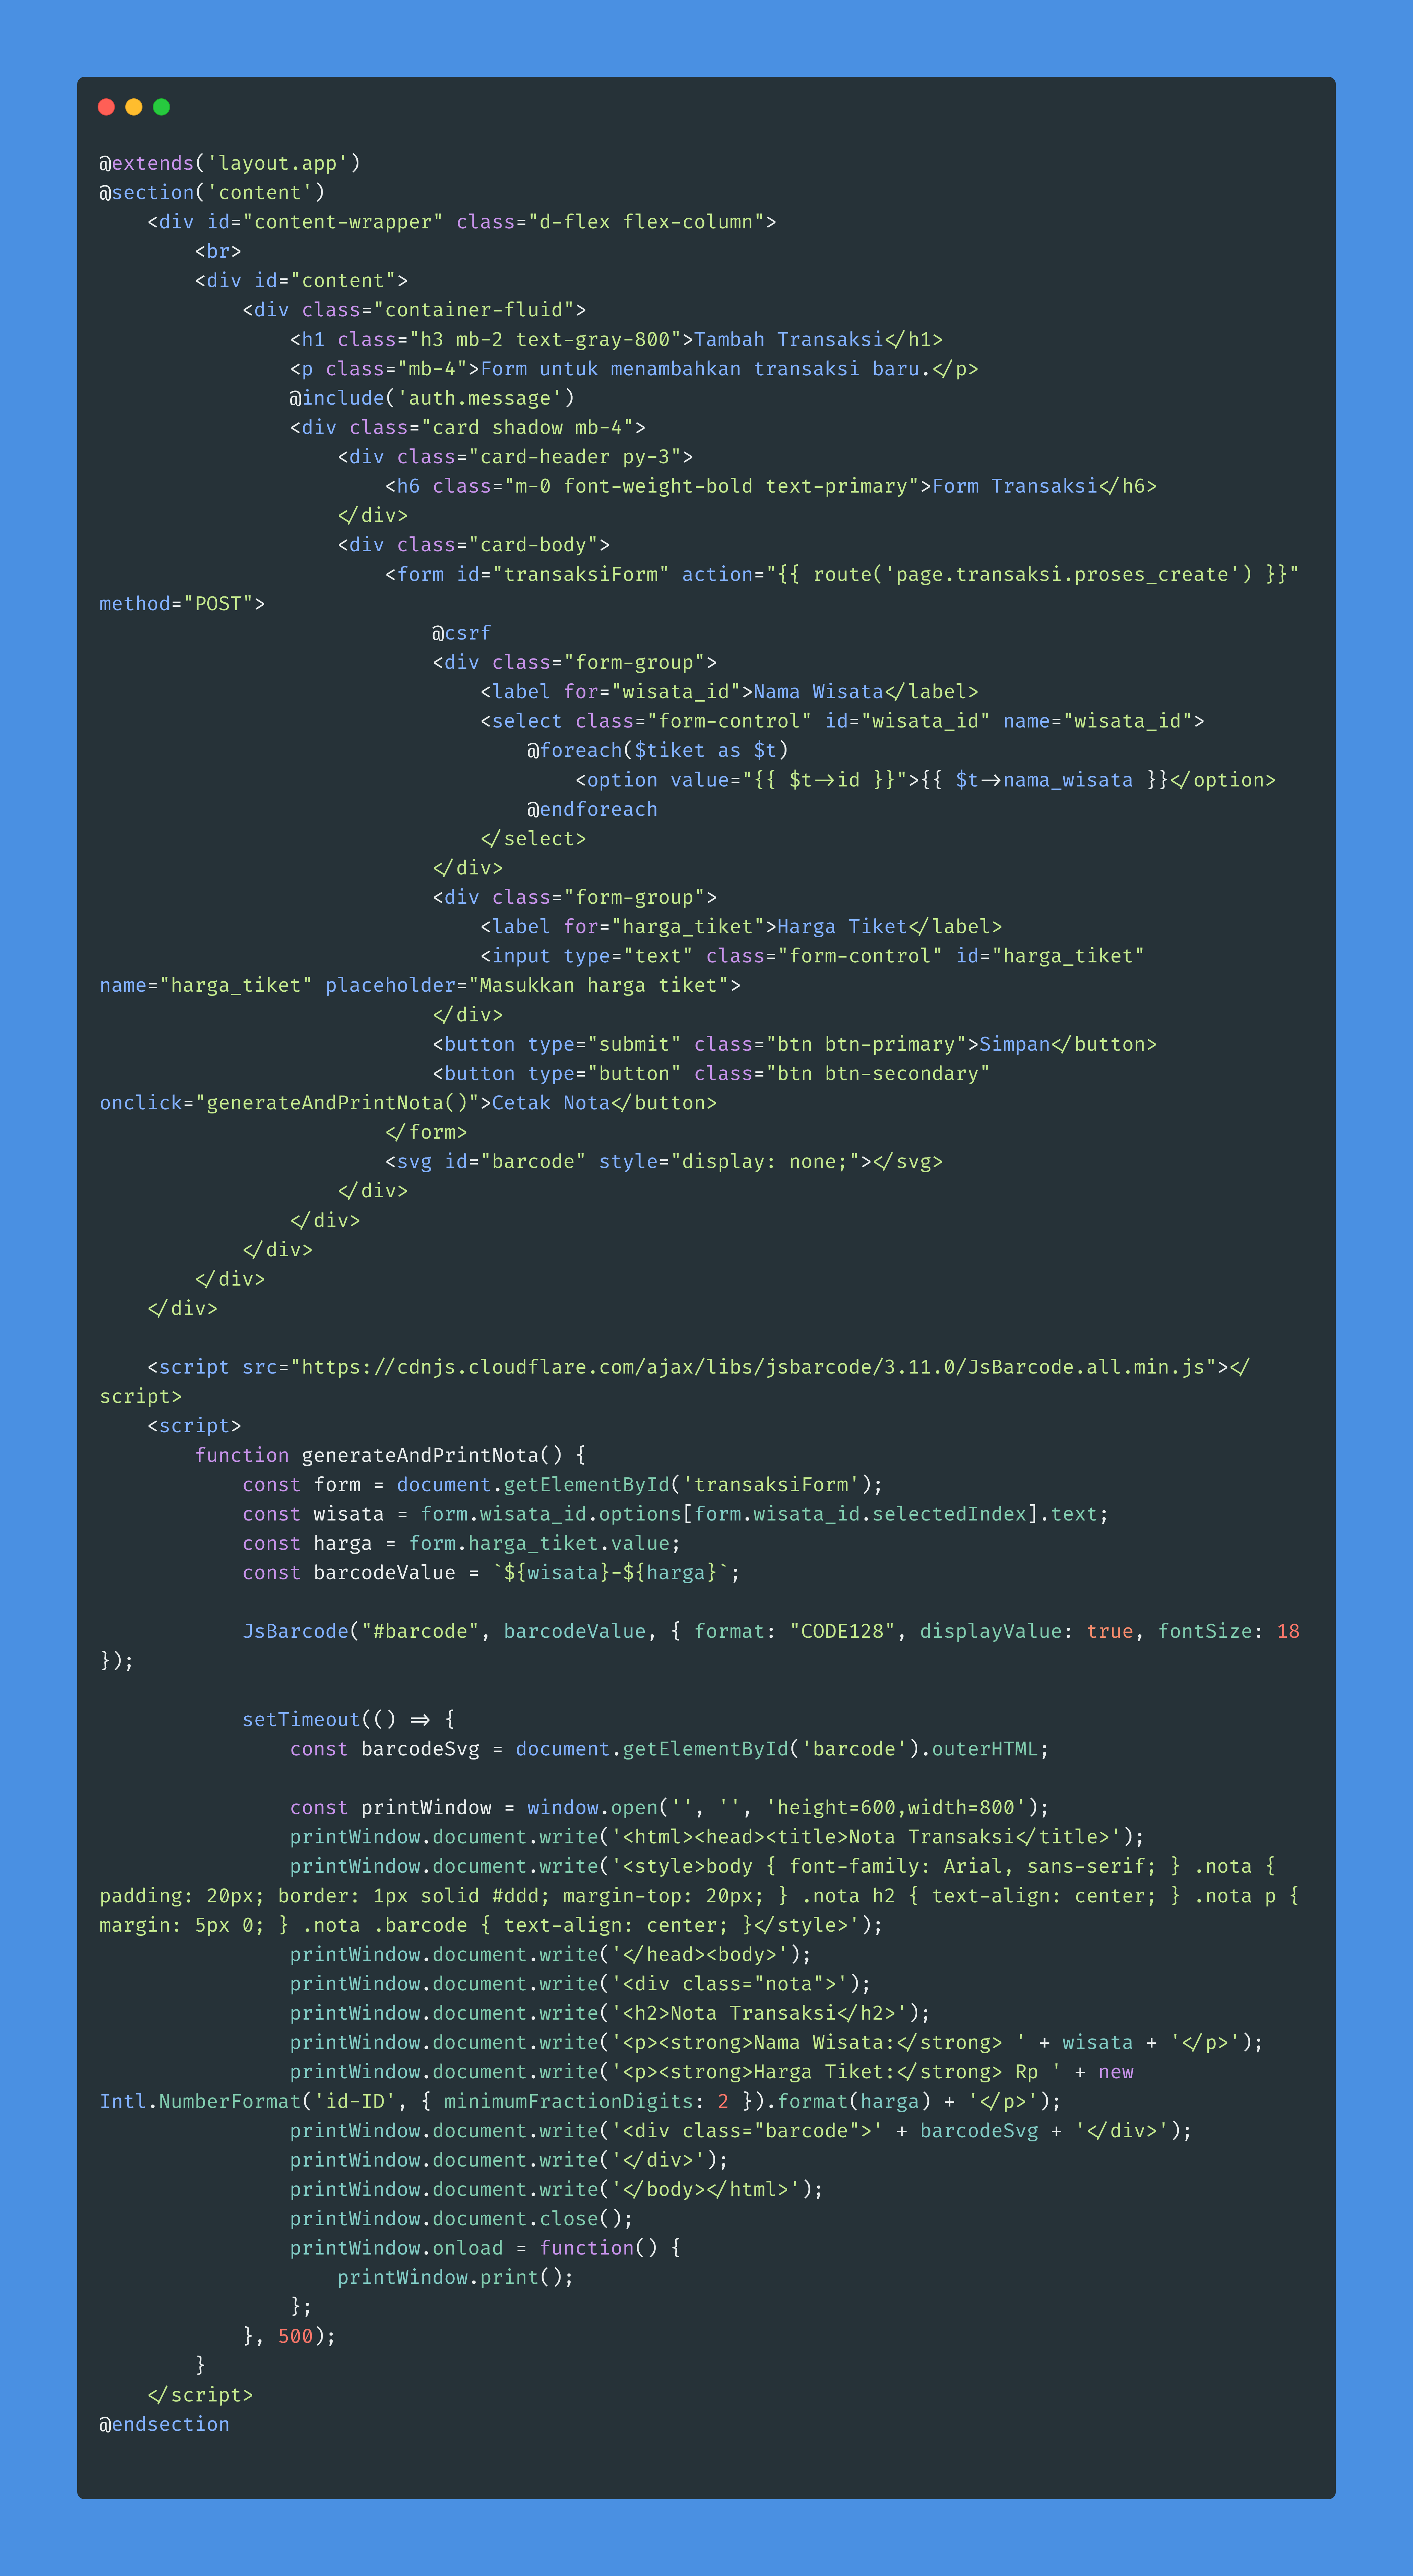 @extends('layout.app')
@section('content')
    <div id="content-wrapper" class="d-flex flex-column">
        <br>
        <div id="content">
            <div class="container-fluid">
                <h1 class="h3 mb-2 text-gray-800">Tambah Transaksi</h1>
                <p class="mb-4">Form untuk menambahkan transaksi baru.</p>
                @include('auth.message')
                <div class="card shadow mb-4">
                    <div class="card-header py-3">
                        <h6 class="m-0 font-weight-bold text-primary">Form Transaksi</h6>
                    </div>
                    <div class="card-body">
                        <form id="transaksiForm" action="{{ route('page.transaksi.proses_create') }}"
method="POST">
                            @csrf
                            <div class="form-group">
                                <label for="wisata_id">Nama Wisata</label>
                                <select class="form-control" id="wisata_id" name="wisata_id">
                                    @foreach($tiket as $t)
                                        <option value="{{ $t->id }}">{{ $t->nama_wisata }}</option>
                                    @endforeach
                                </select>
                            </div>
                            <div class="form-group">
                                <label for="harga_tiket">Harga Tiket</label>
                                <input type="text" class="form-control" id="harga_tiket"
name="harga_tiket" placeholder="Masukkan harga tiket">
                            </div>
                            <button type="submit" class="btn btn-primary">Simpan</button>
                            <button type="button" class="btn btn-secondary"
onclick="generateAndPrintNota()">Cetak Nota</button>
                        </form>
                        <svg id="barcode" style="display: none;"></svg>
                    </div>
                </div>
            </div>
        </div>
    </div>

    <script src="https://cdnjs.cloudflare.com/ajax/libs/jsbarcode/3.11.0/JsBarcode.all.min.js"></
script>
    <script>
        function generateAndPrintNota() {
            const form = document.getElementById('transaksiForm');
            const wisata = form.wisata_id.options[form.wisata_id.selectedIndex].text;
            const harga = form.harga_tiket.value;
            const barcodeValue = `${wisata}-${harga}`;

            JsBarcode("#barcode", barcodeValue, { format: "CODE128", displayValue: true, fontSize: 18
});

            setTimeout(() => {
                const barcodeSvg = document.getElementById('barcode').outerHTML;

                const printWindow = window.open('', '', 'height=600,width=800');
                printWindow.document.write('<html><head><title>Nota Transaksi</title>');
                printWindow.document.write('<style>body { font-family: Arial, sans-serif; } .nota {
padding: 20px; border: 1px solid #ddd; margin-top: 20px; } .nota h2 { text-align: center; } .nota p {
margin: 5px 0; } .nota .barcode { text-align: center; }</style>');
                printWindow.document.write('</head><body>');
                printWindow.document.write('<div class="nota">');
                printWindow.document.write('<h2>Nota Transaksi</h2>');
                printWindow.document.write('<p><strong>Nama Wisata:</strong> ' + wisata + '</p>');
                printWindow.document.write('<p><strong>Harga Tiket:</strong> Rp ' + new
Intl.NumberFormat('id-ID', { minimumFractionDigits: 2 }).format(harga) + '</p>');
                printWindow.document.write('<div class="barcode">' + barcodeSvg + '</div>');
                printWindow.document.write('</div>');
                printWindow.document.write('</body></html>');
                printWindow.document.close();
                printWindow.onload = function() {
                    printWindow.print();
                };
            }, 500);
        }
    </script>
@endsection